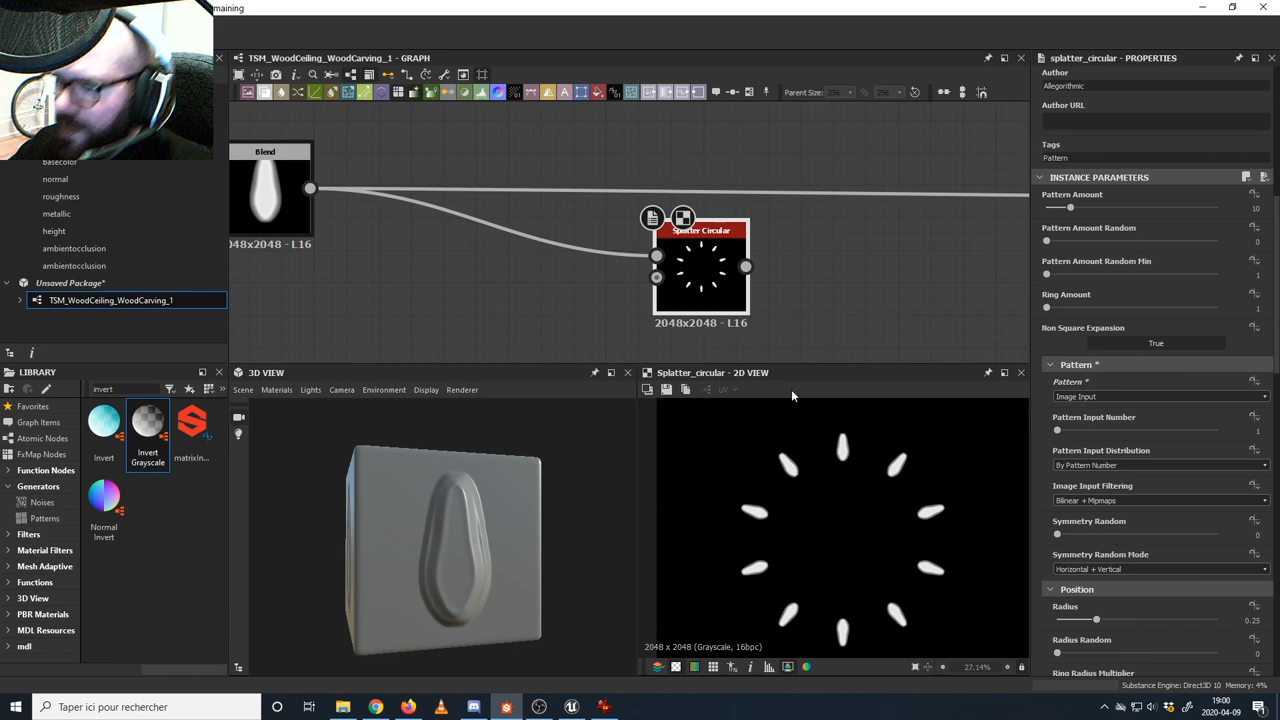 maining
TSM_WoodCeiling_WoodCarving_1 - GRAPH
Parent Size: 256 256
basecolor
normal
roughness
metallic
height
ambientocclusion
ambientocclusion
Unsaved Package*
TSM_WoodCeiling_WoodCarving_1
Blend
048x2048 - L16
Splatter Circular
2048x2048 - L16
LIBRARY
invert
Favorites
Graph Items
Atomic Nodes
FxMap Nodes
Function Nodes
Generators
Noises
Patterns
Filters
Material Filters
Mesh Adaptive
Functions
3D View
PBR Materials
MDL Resources
mdl
Invert
Invert Grayscale
matrixIn...
Normal Invert
3D VIEW
Scene Materials Lights Camera Environment Display Renderer
Splatter_circular - 2D VIEW
UV
2048 x 2048 (Grayscale, 16bpc)
27.14%
splatter_circular - PROPERTIES
Author
Allegorithmic
Author URL
Tags
Pattern
INSTANCE PARAMETERS
Pattern Amount
10
Pattern Amount Random
0
Pattern Amount Random Min
1
Ring Amount
1
Non Square Expansion
True
Pattern *
Pattern *
Image Input
Pattern Input Number
1
Pattern Input Distribution
By Pattern Number
Image Input Filtering
Bilinear + Mipmaps
Symmetry Random
0
Symmetry Random Mode
Horizontal + Vertical
Position
Radius
0.25
Radius Random
0
Ring Radius Multiplier
Substance Engine: Direct3D 10 Memory: 4%
Taper ici pour rechercher
19:00
2020-04-09